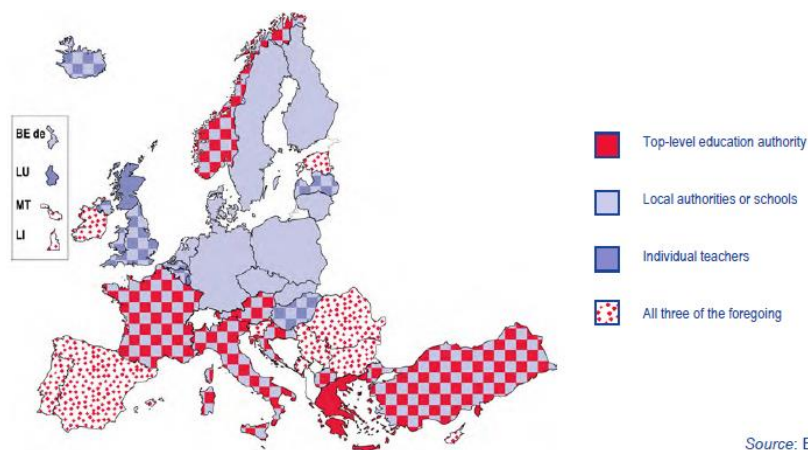 BE de
LU
MT
LI
Top-level education authority
Local authorities or schools
Individual teachers
All three of the foregoing
Source: E